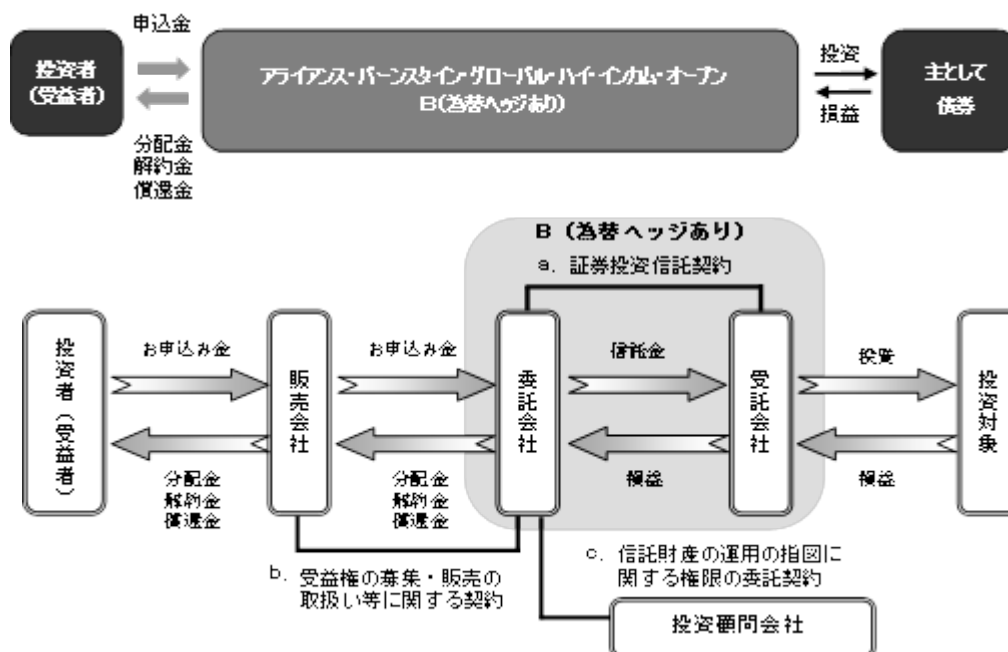 申込金
投資者
(受益者)
アライアンス・バーンスタイン・グローバル・ハイ・インカム・オープン
B(為替ヘッジあり)
投資
損益
主として
債券
分配金
解約金
償還金
B (為替ヘッジあり)
a. 証券投資信託契約
投資者(受益者)
お申込み金
販売会社
お申込み金
委託会社
信託金
受託会社
投資
投資対象
分配金
解約金
償還金
分配金
解約金
償還金
損益
損益
b. 受益権の募集・販売の
取扱い等に関する契約
c. 信託財産の運用の指図に
関する権限の委託契約
投資顧問会社